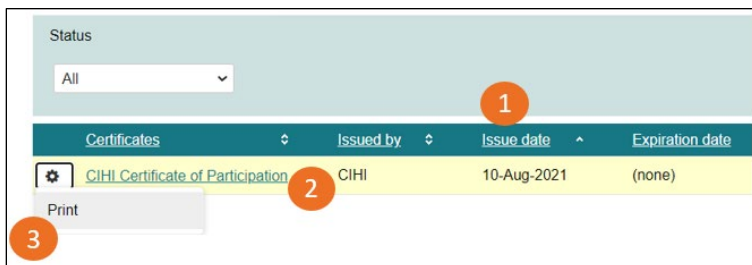 Status
All
1
Certificates Issued by Issue date Expiration date
CIHI Certificate of Participation 2 CIHI 10-Aug-2021 (none)
Print
3